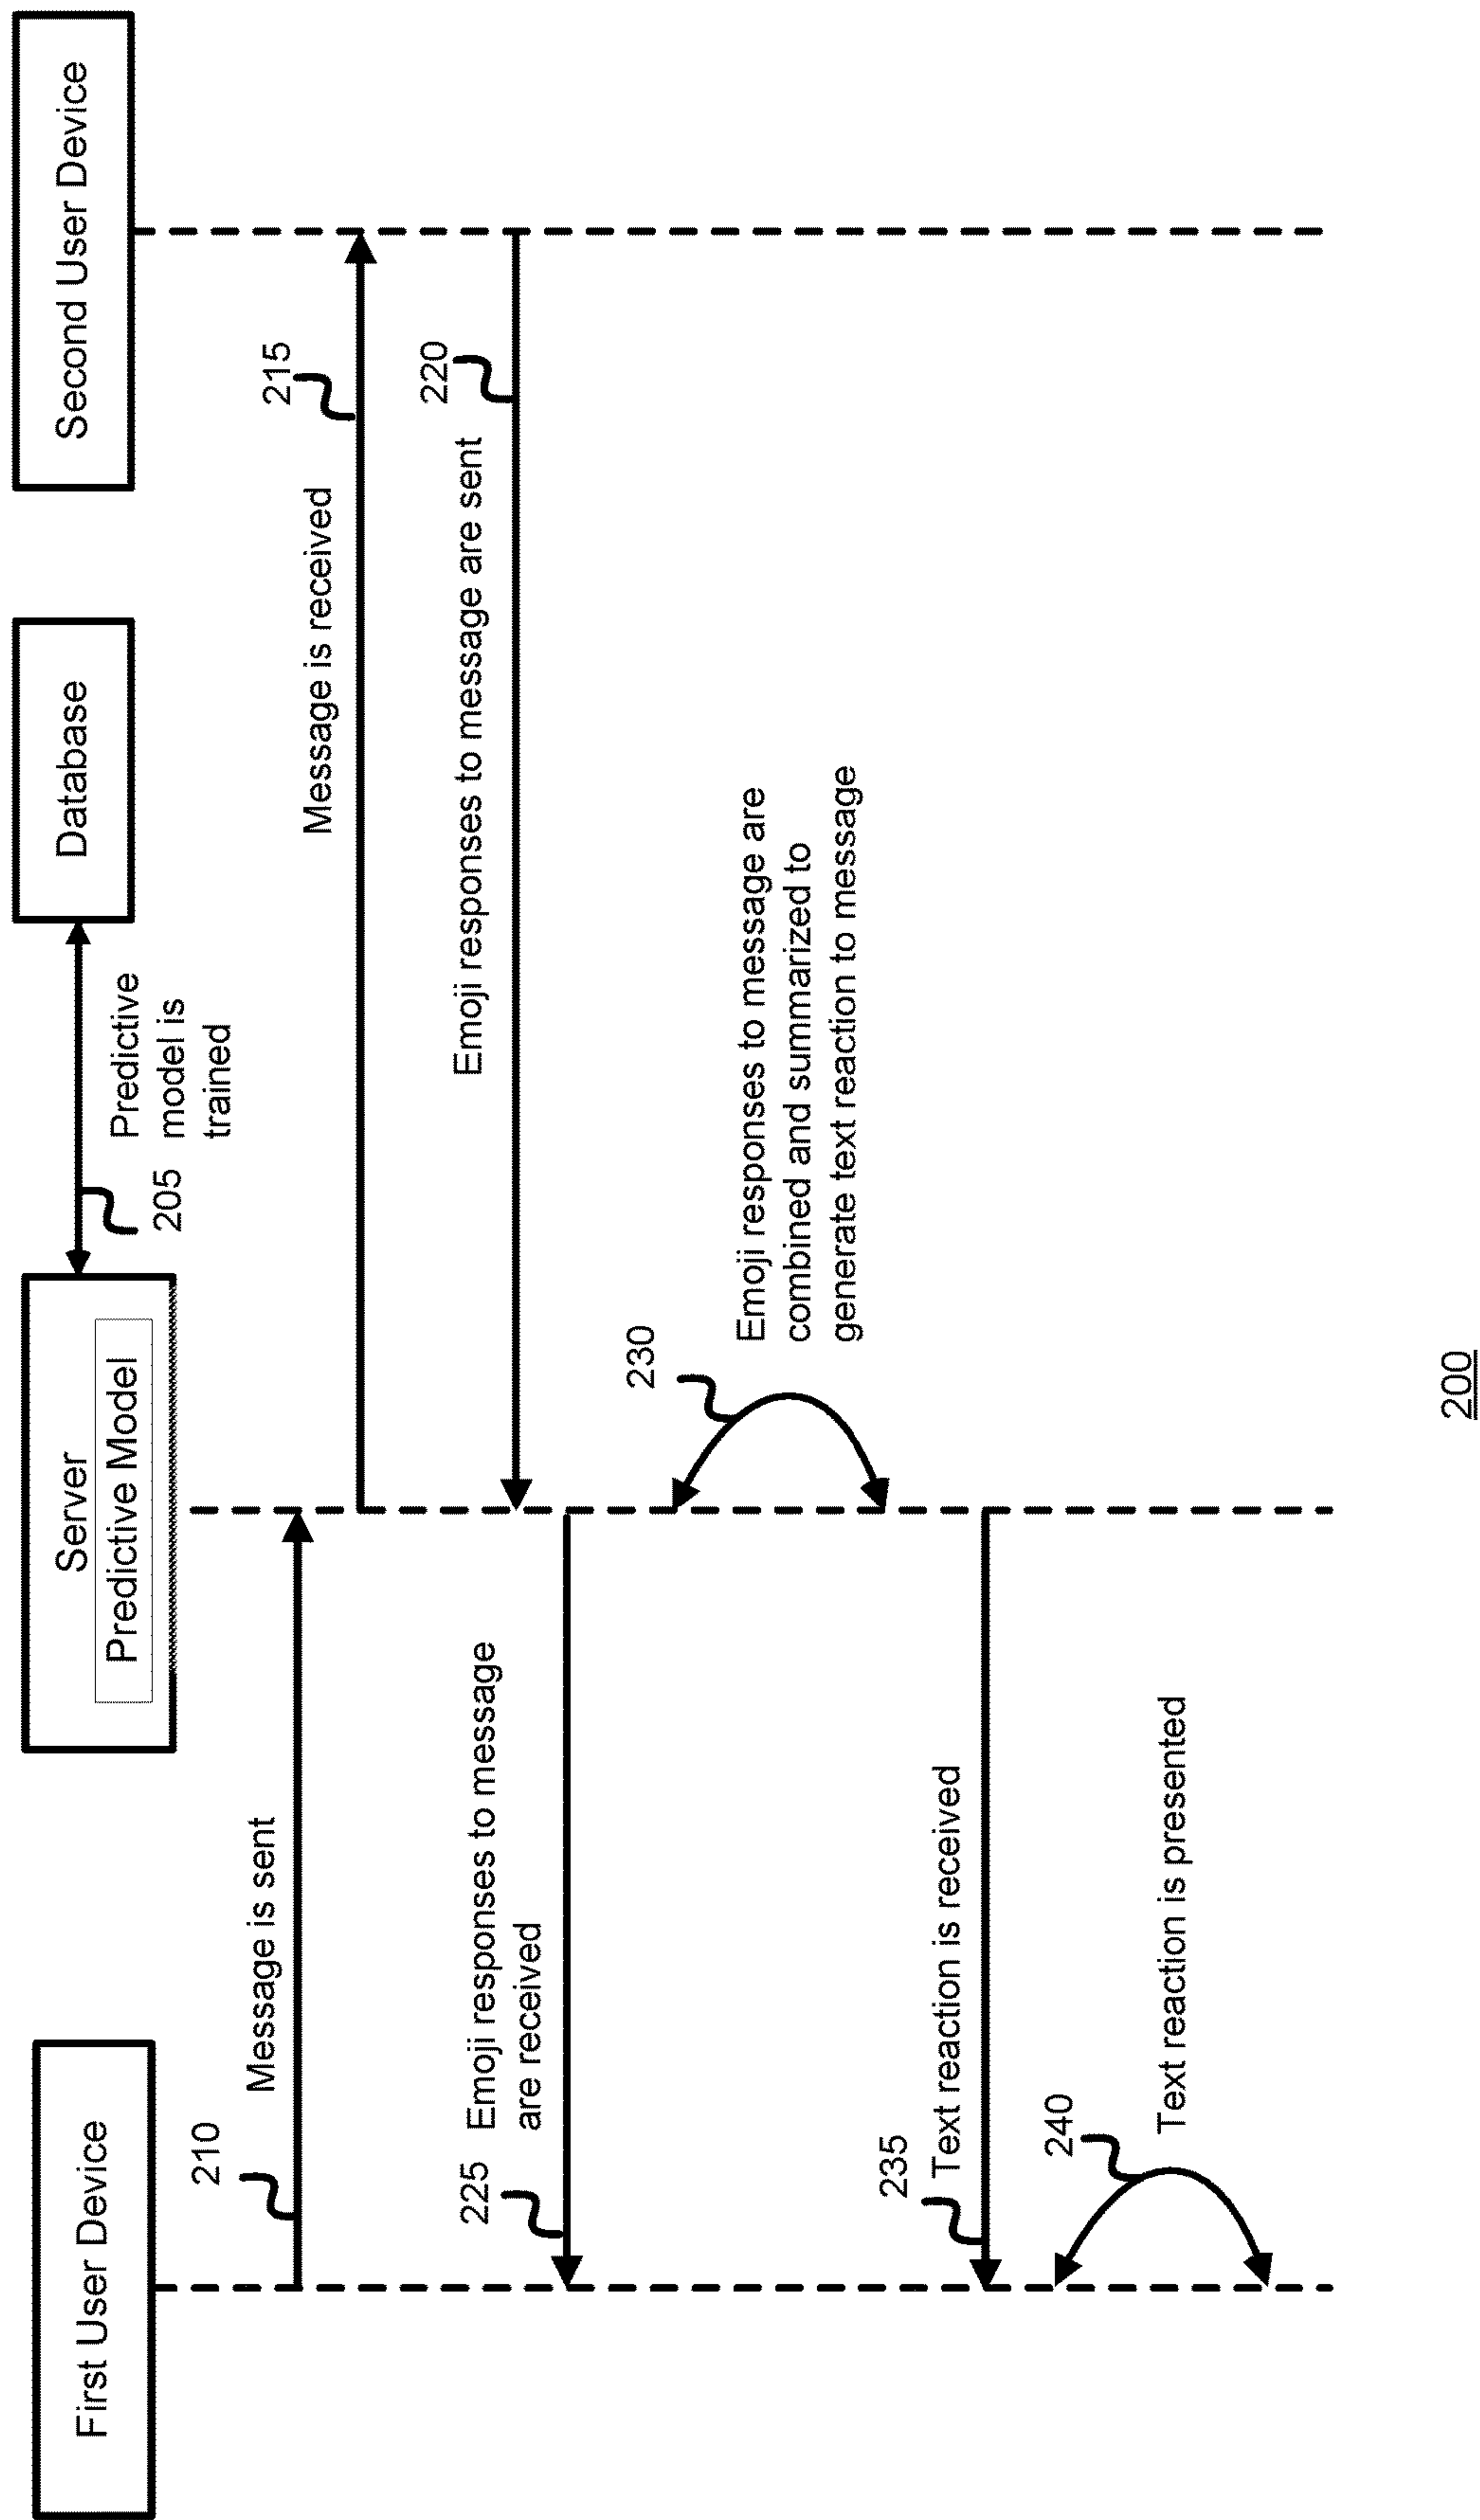 First User Device
Server
Predictive Model
Database
Second User Device
205
Predictive
model is
trained
210
Message is sent
Message is received
215
Emoji responses to message are sent
220
225
Emoji responses to message
are received
230
Emoji responses to message are
combined and summarized to
generate text reaction to message
235
Text reaction is received
240
Text reaction is presented
200